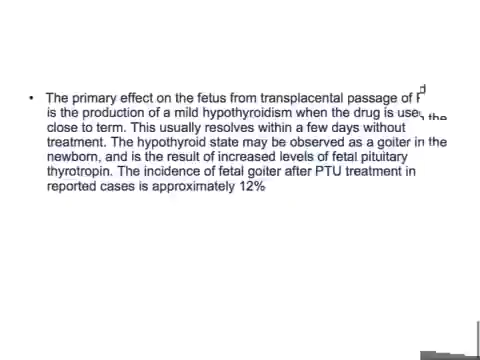 • The primary effect on the fetus from transplacental passage of
is the production of a mild hypothyroidism when the drug is
close to term. This usually resolves within a few days without
treatment. The hypothyroid state may be observed as a goiter in the
newborn, and is the result of increased levels of fetal pituitary
thyrotropin. The incidence of fetal goiter after PTU treatment in
reported cases is approximately 12%